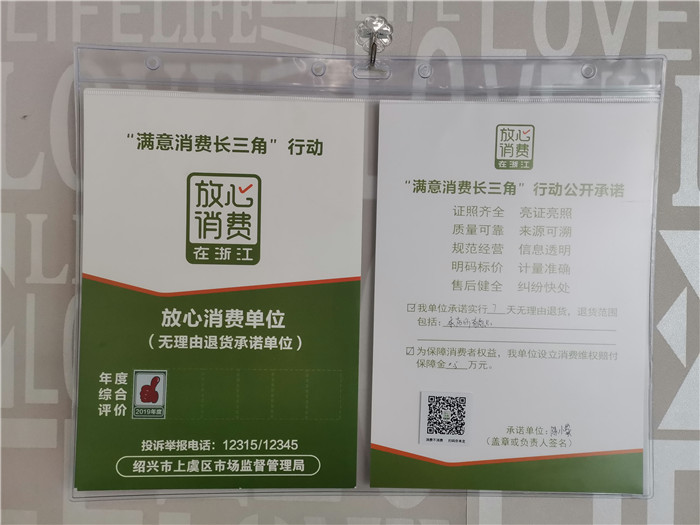 LIFE
LIFE
LOVE
LOVE
“满意消费长三角”行动
放心
消费
在浙江
放心消费单位
（无理由退货承诺单位）
年度
综合
评价
2019年度
投诉举报电话：12315/12345
绍兴市上虞区市场监督管理局
放心
消费
在浙江
“满意消费长三角”行动公开承诺
证照齐全 亮证亮照
质量可靠 来源可溯
规范经营 信息透明
明码标价 计量准确
售后健全 纠纷快处
☑我单位承诺实行 7 天无理由退货，退货范围
包括：
☑为保障消费者权益，我单位设立消费维权赔付
保障金 万元。
承诺单位：
（盖章或负责人签名）